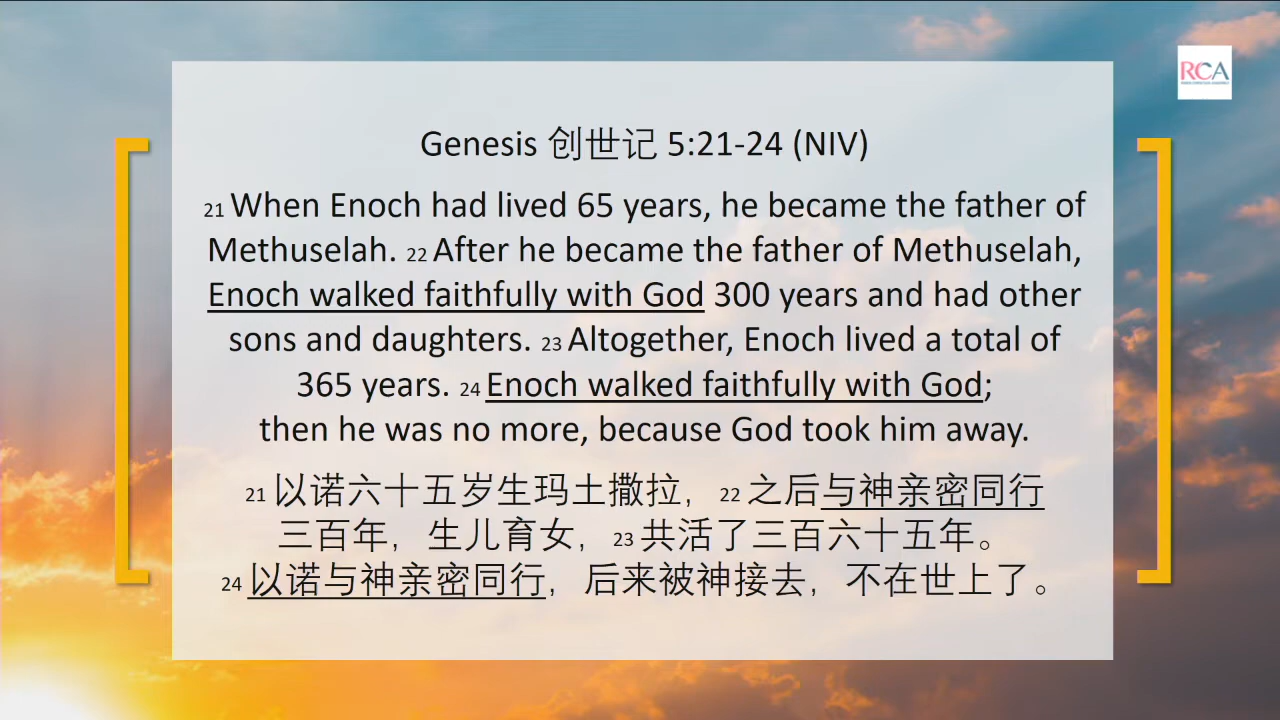 RCA
Genesis 创世记 5:21-24 (NIV)
21 When Enoch had lived 65 years, he became the father of
Methuselah. 22 After he became the father of Methuselah,
Enoch walked faithfully with God 300 years and had other
sons and daughters. 23 Altogether, Enoch lived a total of
365 years. 24 Enoch walked faithfully with God;
then he was no more, because God took him away.
21 以诺六十五岁生玛土撒拉，22 之后与神亲密同行
三百年，生儿育女，23 共活了三百六十五年。
24 以诺与神亲密同行，后来被神接去，不在世上了。